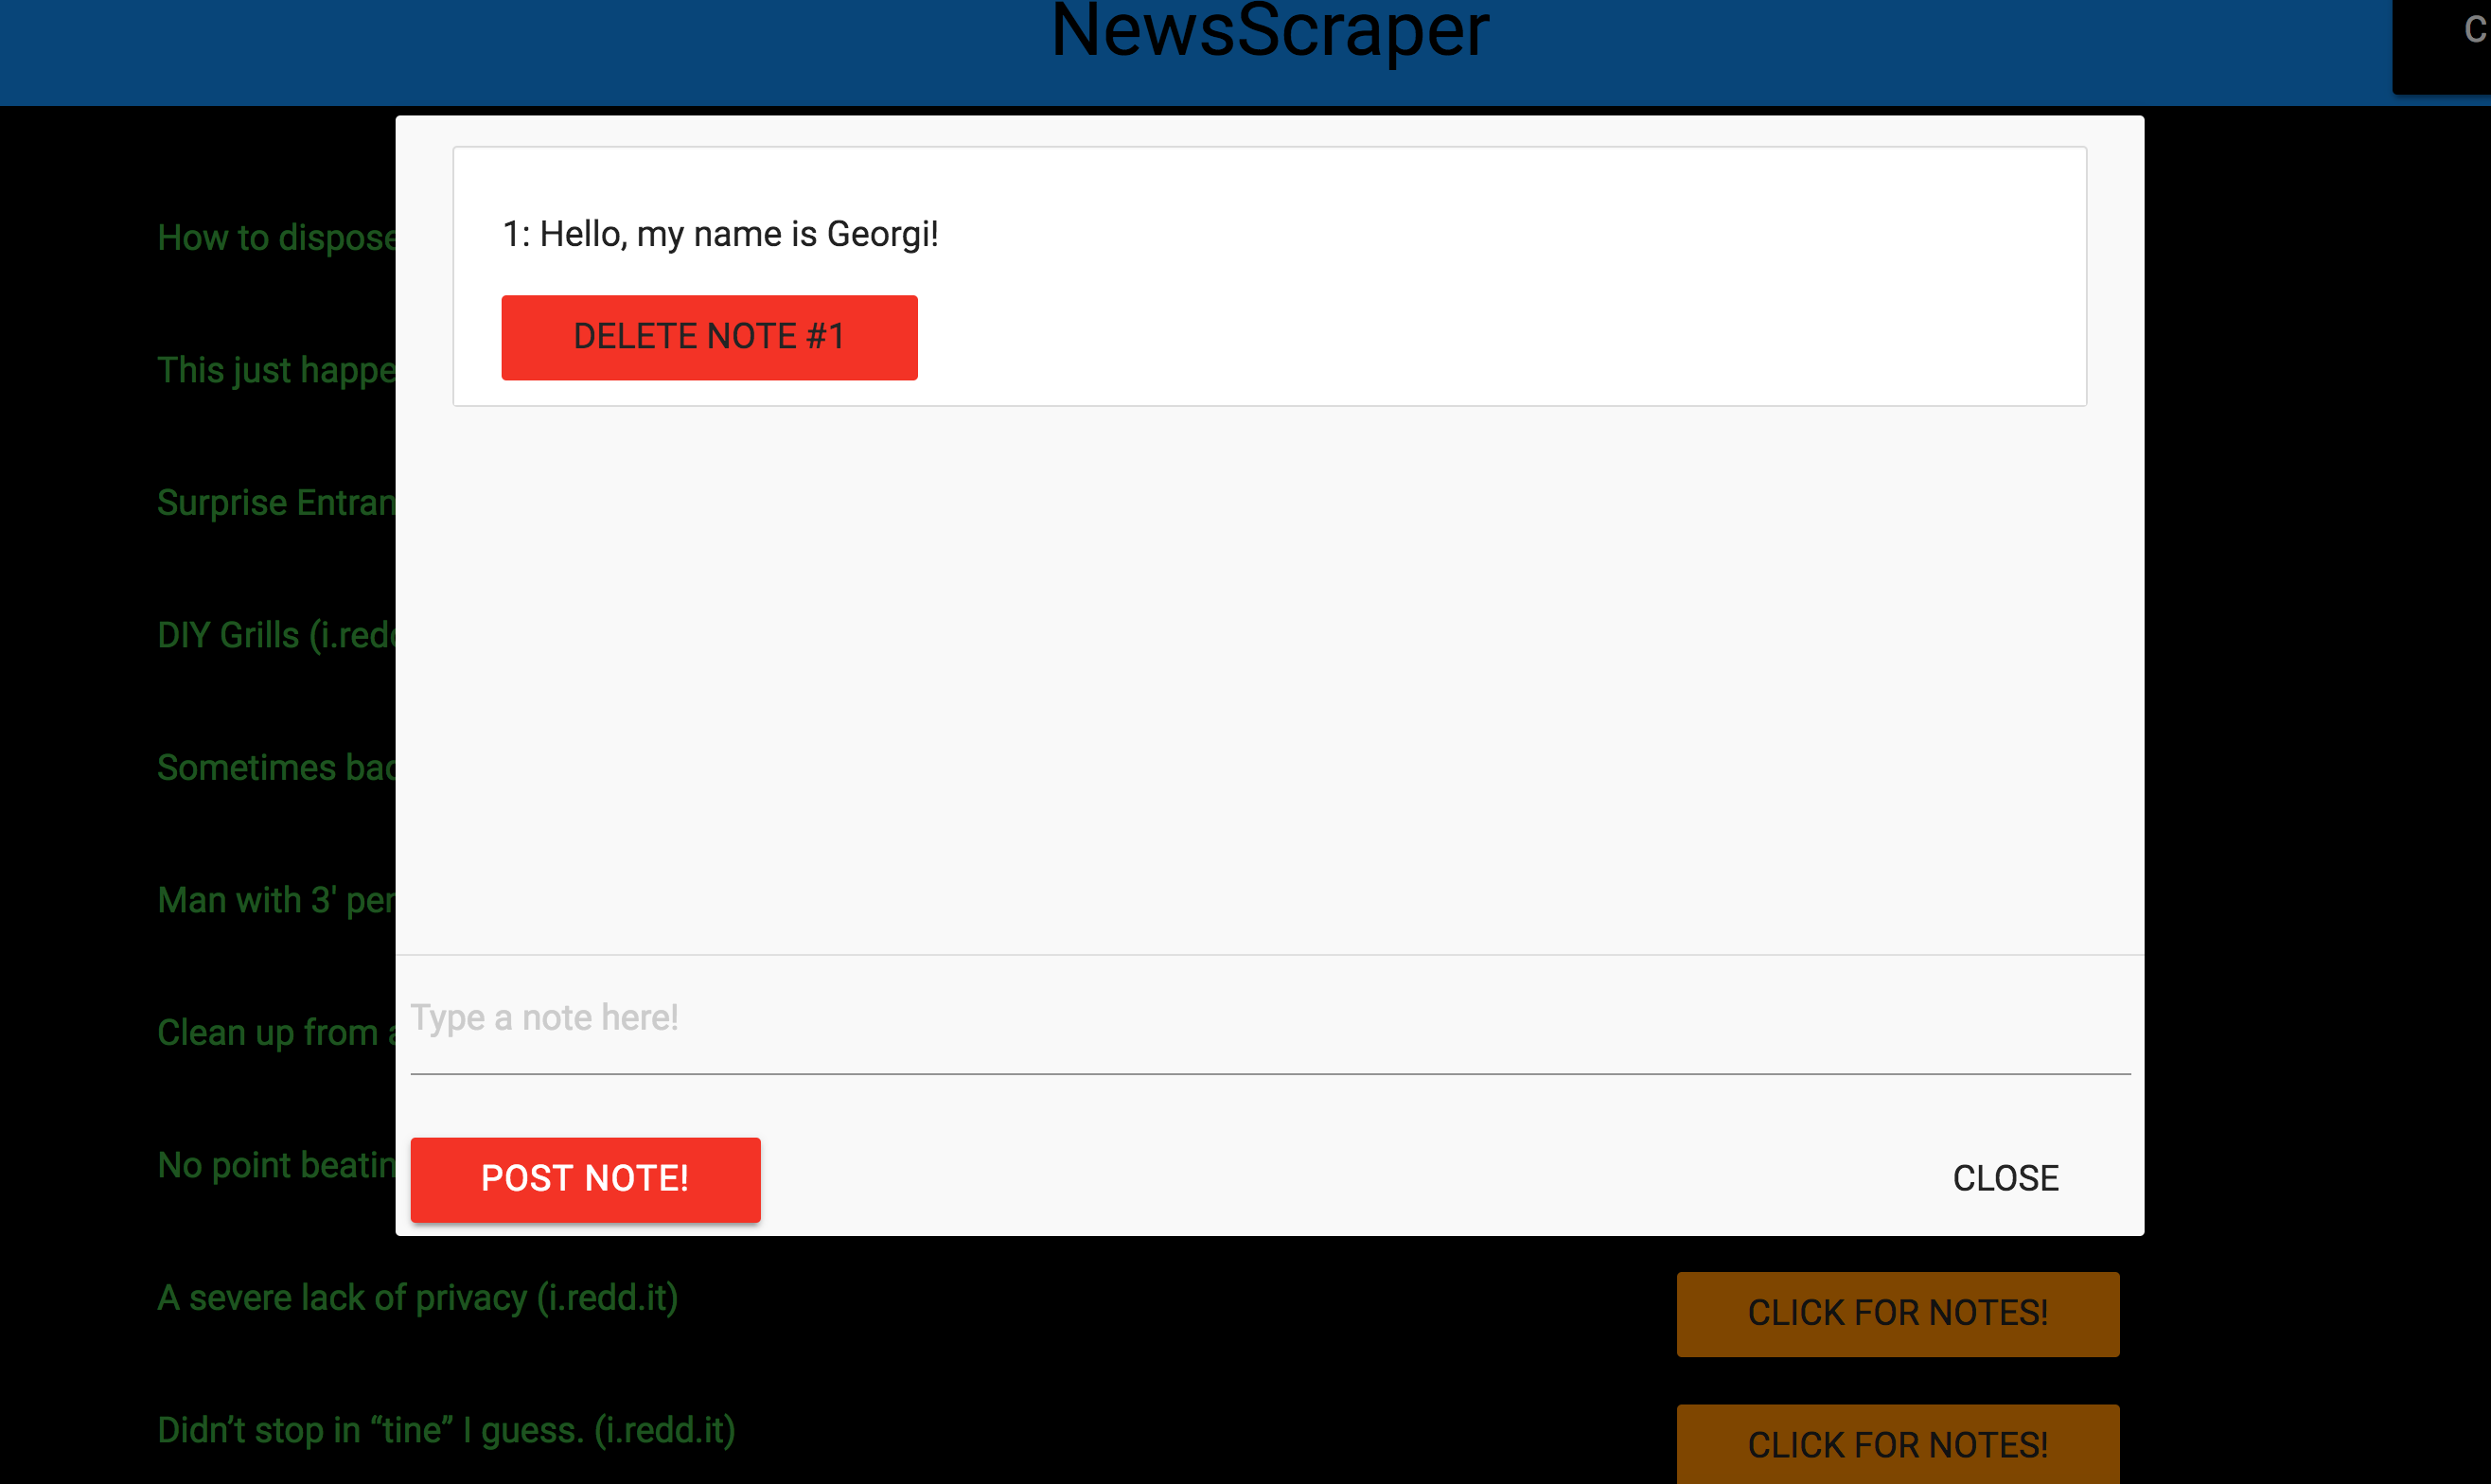 NewsScraper
C
1: Hello, my name is Georgi!
DELETE NOTE #1
How to dispose
This just happe
Surprise Entran
DIY Grills (i.redd
Sometimes bad
Man with 3' per
Clean up from a
No point beatin
Type a note here!
POST NOTE!
CLOSE
A severe lack of privacy (i.redd.it)
CLICK FOR NOTES!
Didn’t stop in “tine” I guess. (i.redd.it)
CLICK FOR NOTES!